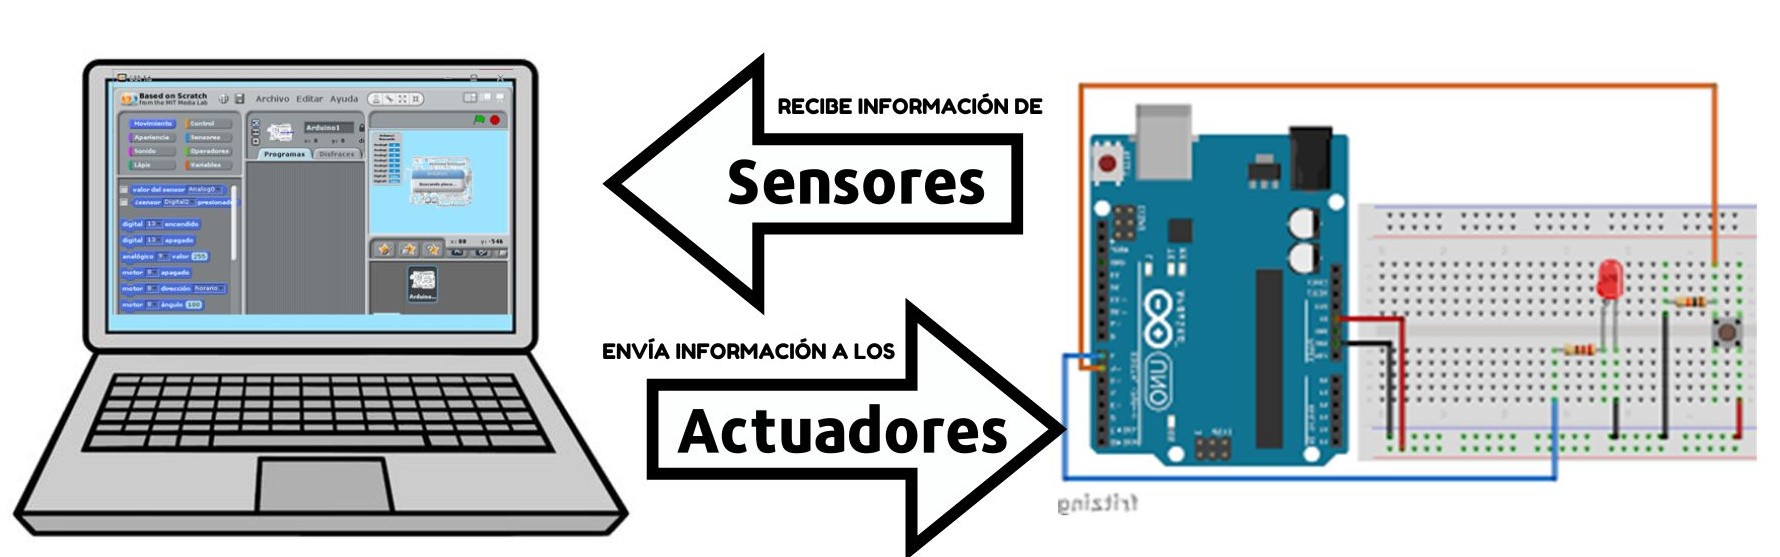 Based on Scratch
from the MIT Media Lab
Archivo Editar Ayuda
Movimiento Control
Apariencia Sensores
Sonido Operadores
Lápiz Variables
Arduino1
Programas Disfraces
valor del sensor Analog0
¿sensor Digital2 presionado
digital 13 encendido
digital 13 apagado
analógico 9 valor 255
motor 8 apagado
motor 8 dirección horario
motor 8 ángulo 180
Buscando placa...
Arduino...
RECIBE INFORMACIÓN DE
Sensores
ENVÍA INFORMACIÓN A LOS
Actuadores
UNO
fritzing